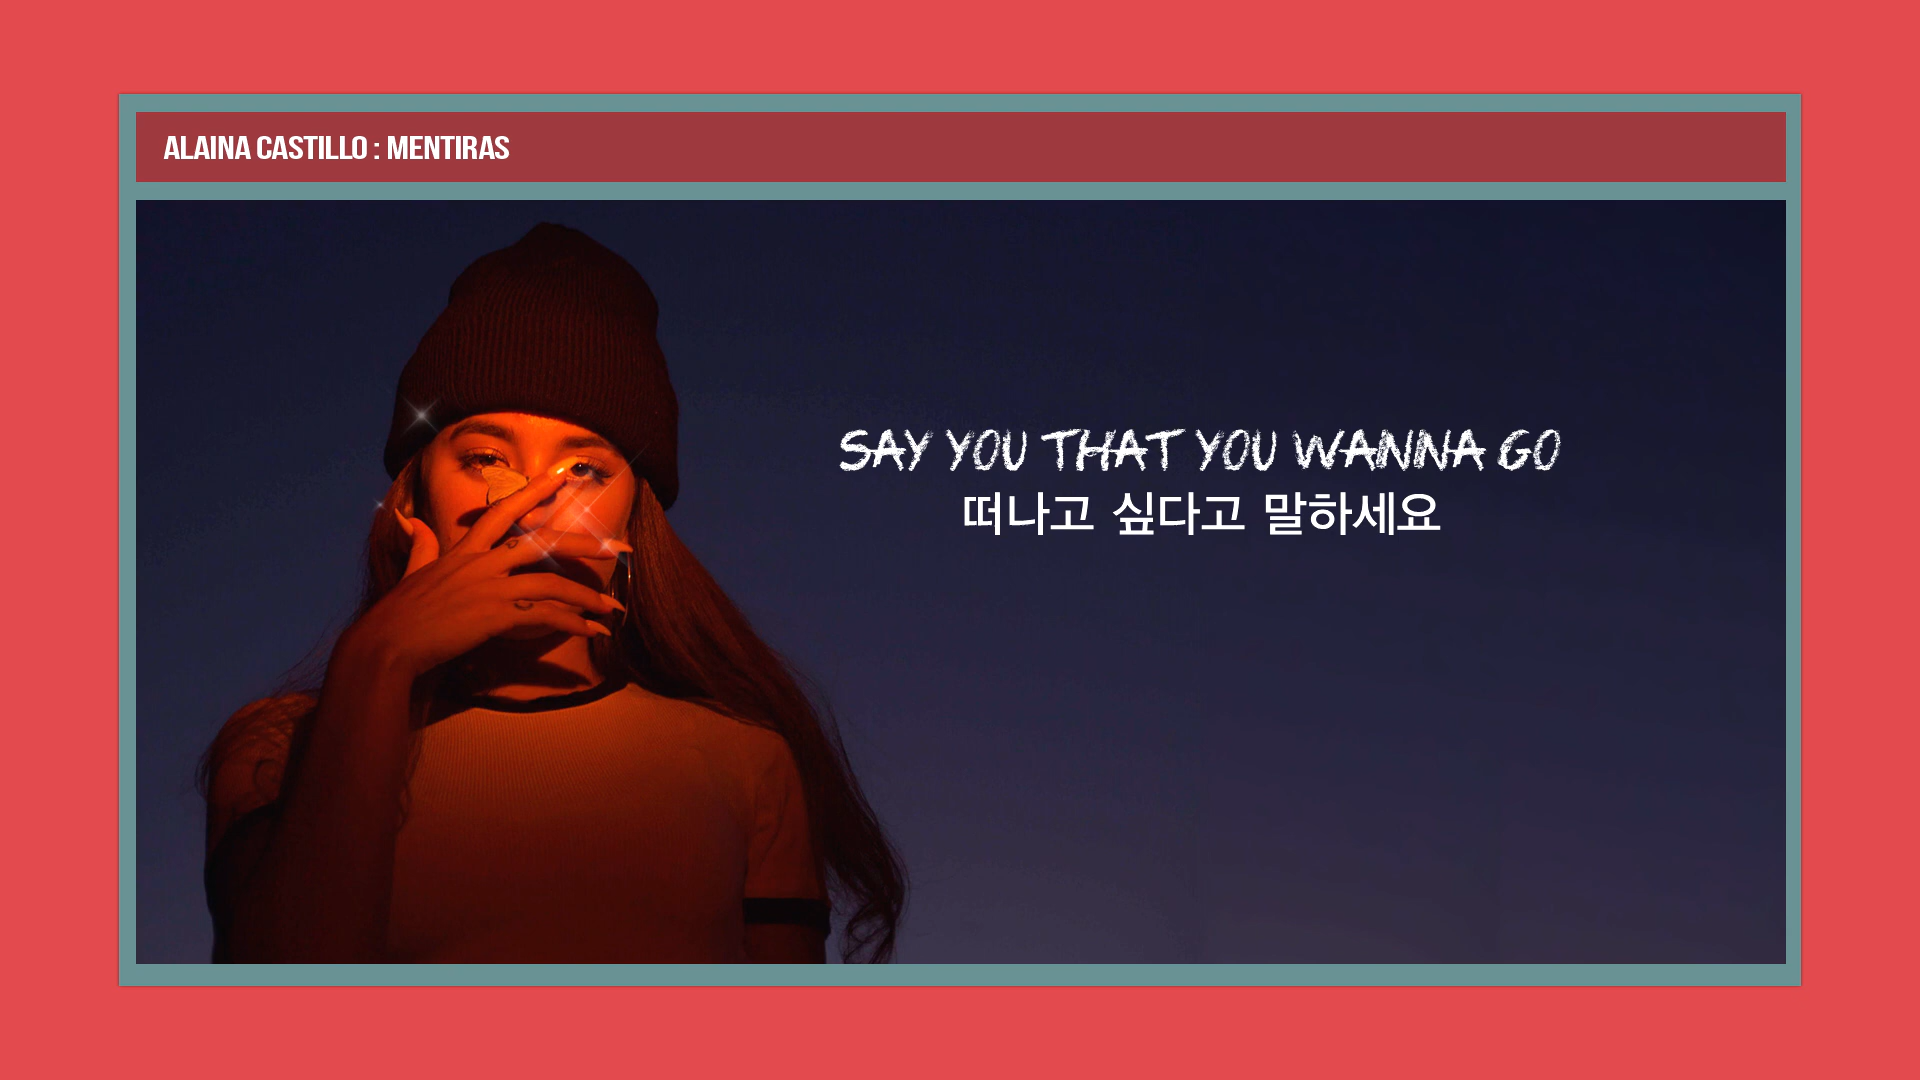 ALAINA CASTILLO : MENTIRAS
SAY YOU THAT YOU WANNA GO
떠나고 싶다고 말하세요